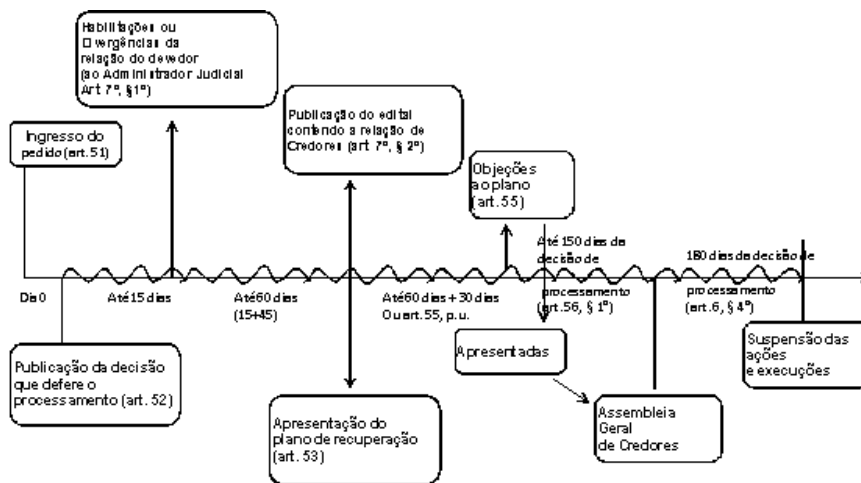 Habilitações ou
Divergências da
relação do devedor
(ao Administrador Judicial
Art 7º, §1º)
Ingresso do
pedido (art. 51)
Publicação do edital
contendo a relação de
Credores (art 7º, § 2º)
Objeções
ao plano
(art. 55)
Até 150 dias da
decisão de
processamento
(art. 56, § 1º)
180 dias da decisão de
processamento
(art. 6, § 4º)
Dia 0
Até 15 dias
Até 60 dias
(15+45)
Até 60 dias + 30 dias
Ou art. 55, p.u.
Publicação da decisão
que defere o
processamento (art. 52)
Apresentação do
plano de recuperação
(art. 53)
Apresentadas
Assembleia
Geral
de Credores
Suspensão das
ações
e execuções